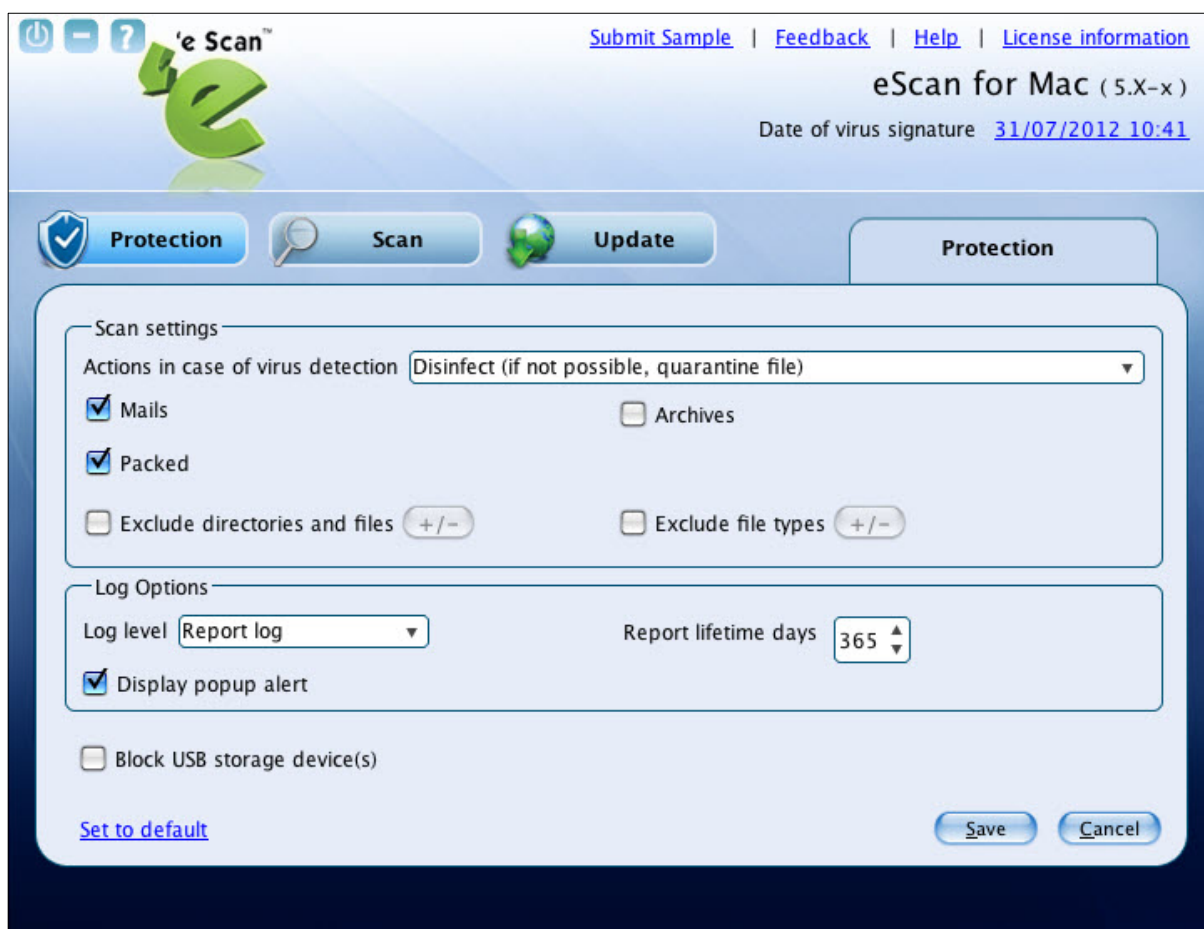 'e Scan™
Submit Sample | Feedback | Help | License information
eScan for Mac ( 5.X-x )
Date of virus signature 31/07/2012 10:41
Protection
Scan
Update
Protection
Scan settings
Actions in case of virus detection Disinfect (if not possible, quarantine file)
Mails
Archives
Packed
Exclude directories and files +/-
Exclude file types +/-
Log Options
Log level Report log
Report lifetime days 365
Display popup alert
Block USB storage device(s)
Set to default
Save
Cancel